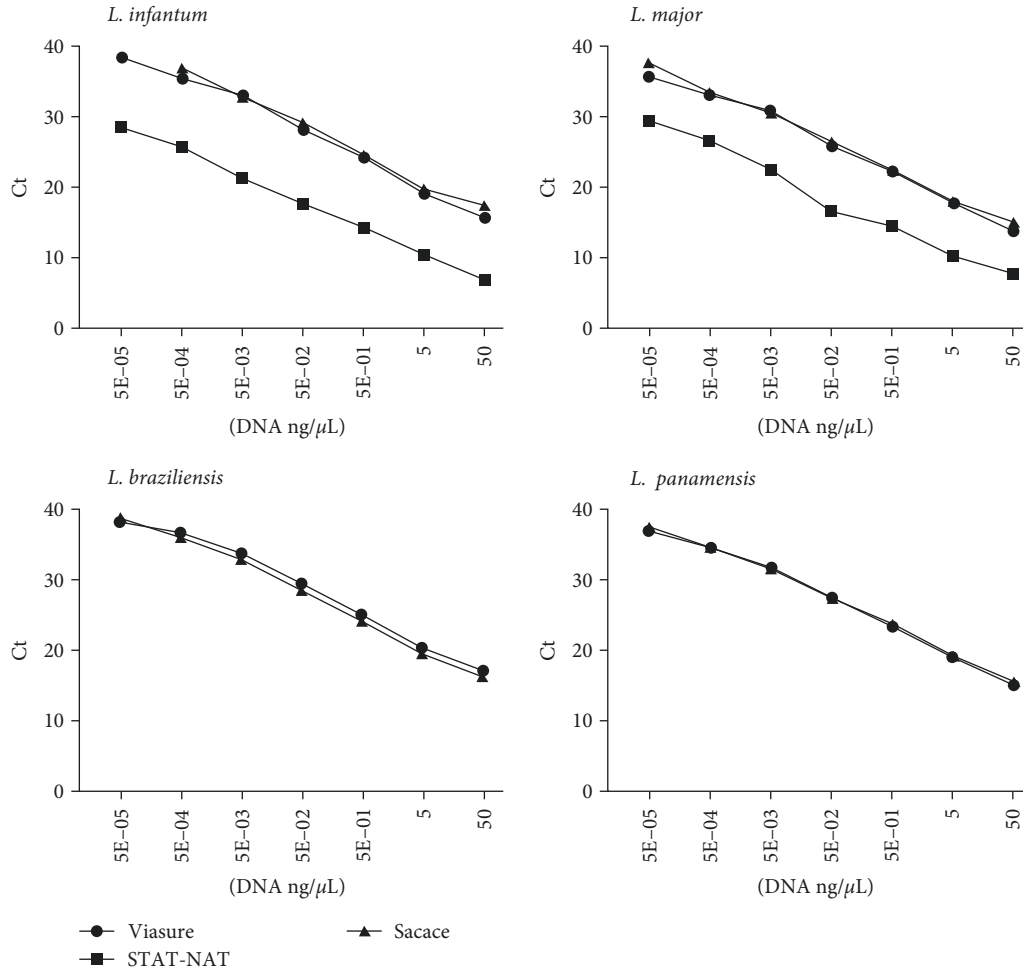 L. infantum
40
30
20
10
0
Ct
5E–05
5E–04
5E–03
5E–02
5E–01
5
50
(DNA ng/μL)
L. major
40
30
20
10
0
Ct
5E–05
5E–04
5E–03
5E–02
5E–01
5
50
(DNA ng/μL)
L. braziliensis
40
30
20
10
0
Ct
5E–05
5E–04
5E–03
5E–02
5E–01
5
50
(DNA ng/μL)
L. panamensis
40
30
20
10
0
Ct
5E–05
5E–04
5E–03
5E–02
5E–01
5
50
(DNA ng/μL)
Viasure
STAT-NAT
Sacace